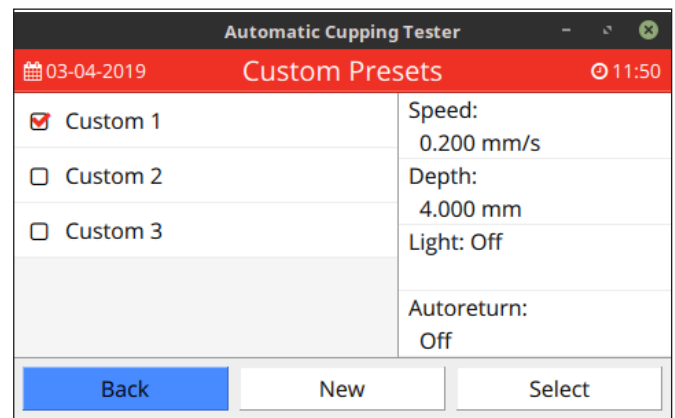 Automatic Cupping Tester
03-04-2019 Custom Presets 11:50
Custom 1
Custom 2
Custom 3
Speed:
0.200 mm/s
Depth:
4.000 mm
Light: Off
Autoreturn:
Off
Back New Select